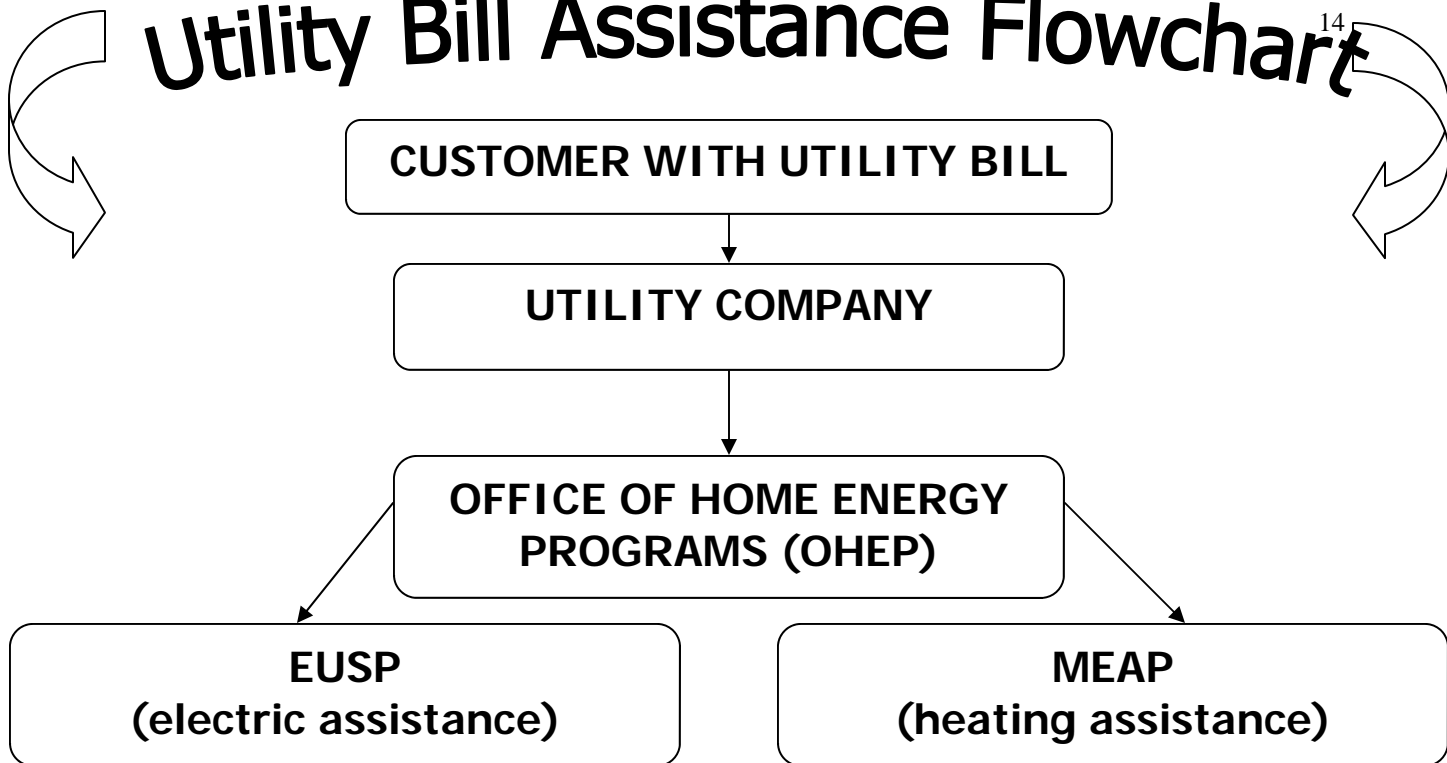 14
Utility Bill Assistance Flowchart
CUSTOMER WITH UTILITY BILL
UTILITY COMPANY
OFFICE OF HOME ENERGY
PROGRAMS (OHEP)
EUSP
(electric assistance)
MEAP
(heating assistance)